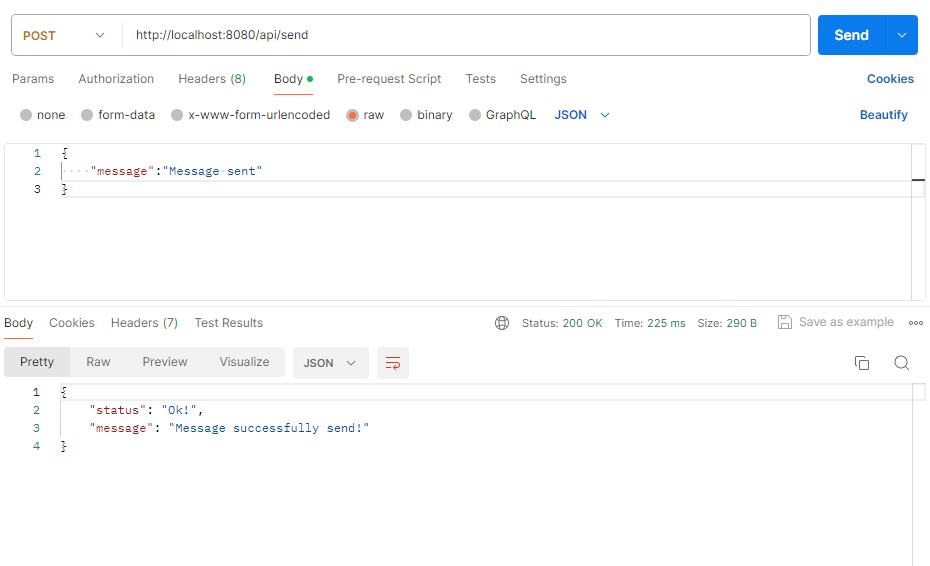 POST http://localhost:8080/api/send Send
Params Authorization Headers (8) Body Pre-request Script Tests Settings Cookies
none form-data x-www-form-urlencoded raw binary GraphQL JSON Beautify
1 {
2 "message":"Message sent"
3 }
Body Cookies Headers (7) Test Results Status: 200 OK Time: 225 ms Size: 290 B Save as example
Pretty Raw Preview Visualize JSON
1 {
2 "status": "Ok!",
3 "message": "Message successfully send!"
4 }